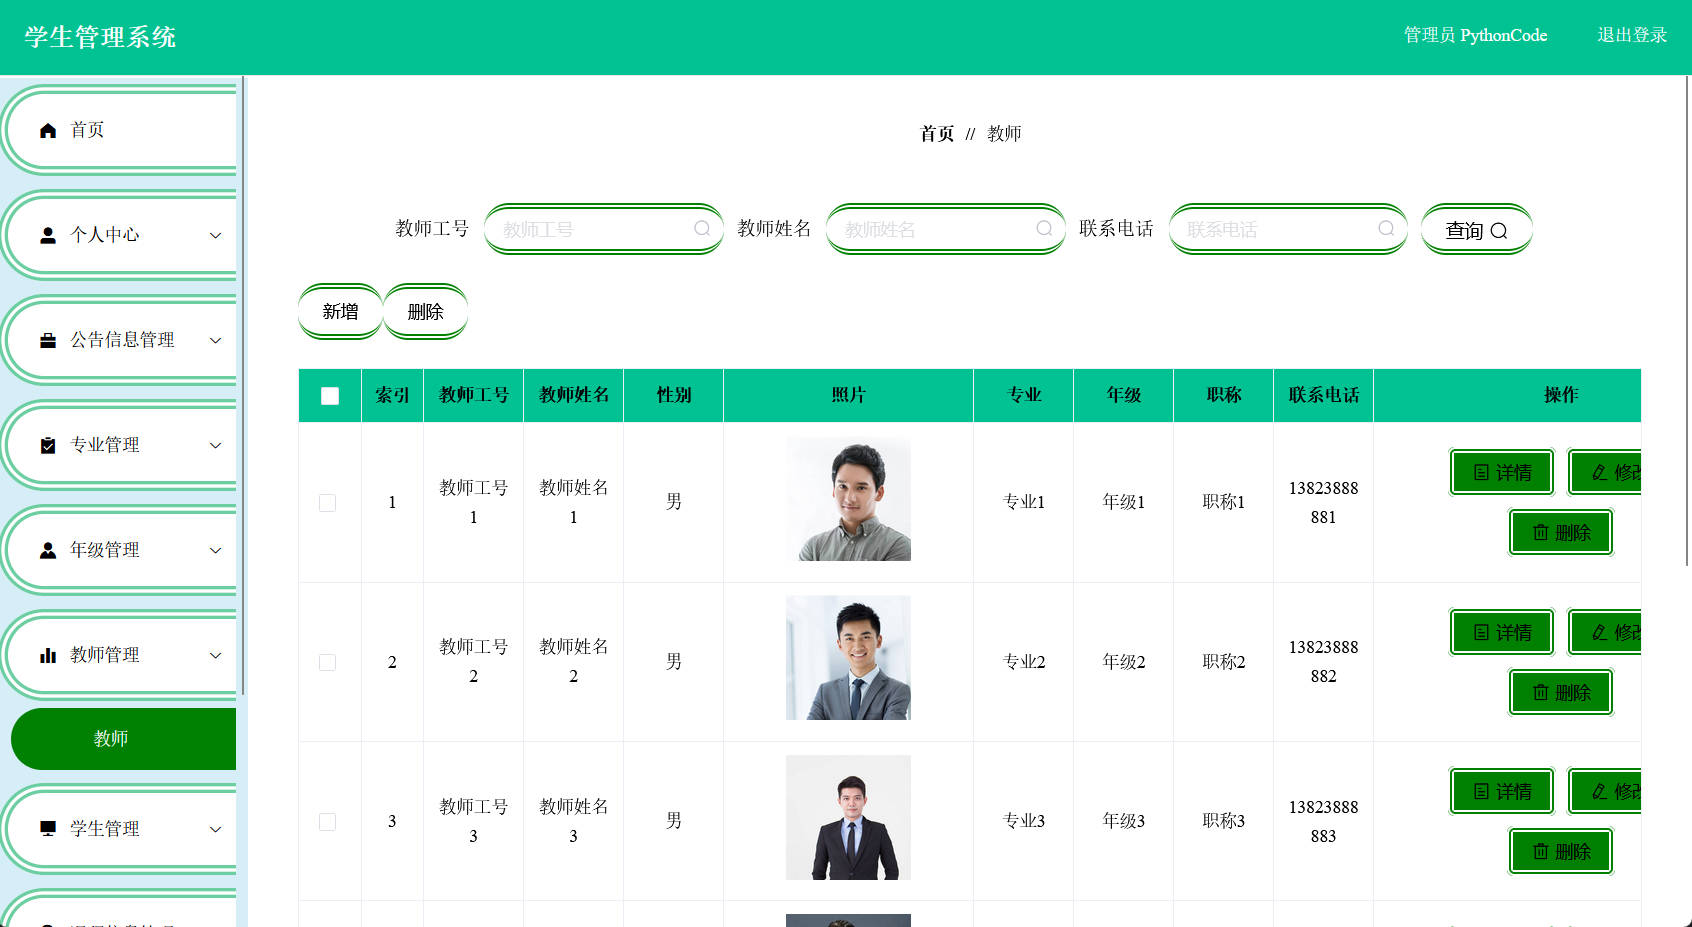 学生管理系统
管理员 PythonCode
退出登录
首页
个人中心
公告信息管理
专业管理
年级管理
教师管理
教师
学生管理
首页 // 教师
教师工号 教师工号 教师姓名 教师姓名 联系电话 联系电话 查询
新增 删除
索引 教师工号 教师姓名 性别 照片 专业 年级 职称 联系电话 操作
1 教师工号 教师姓名 男 专业1 年级1 职称1 13823888 详情 修改
1 1 881 删除
2 教师工号 教师姓名 男 专业2 年级2 职称2 13823888 详情 修改
2 2 882 删除
3 教师工号 教师姓名 男 专业3 年级3 职称3 13823888 详情 修改
3 3 883 删除